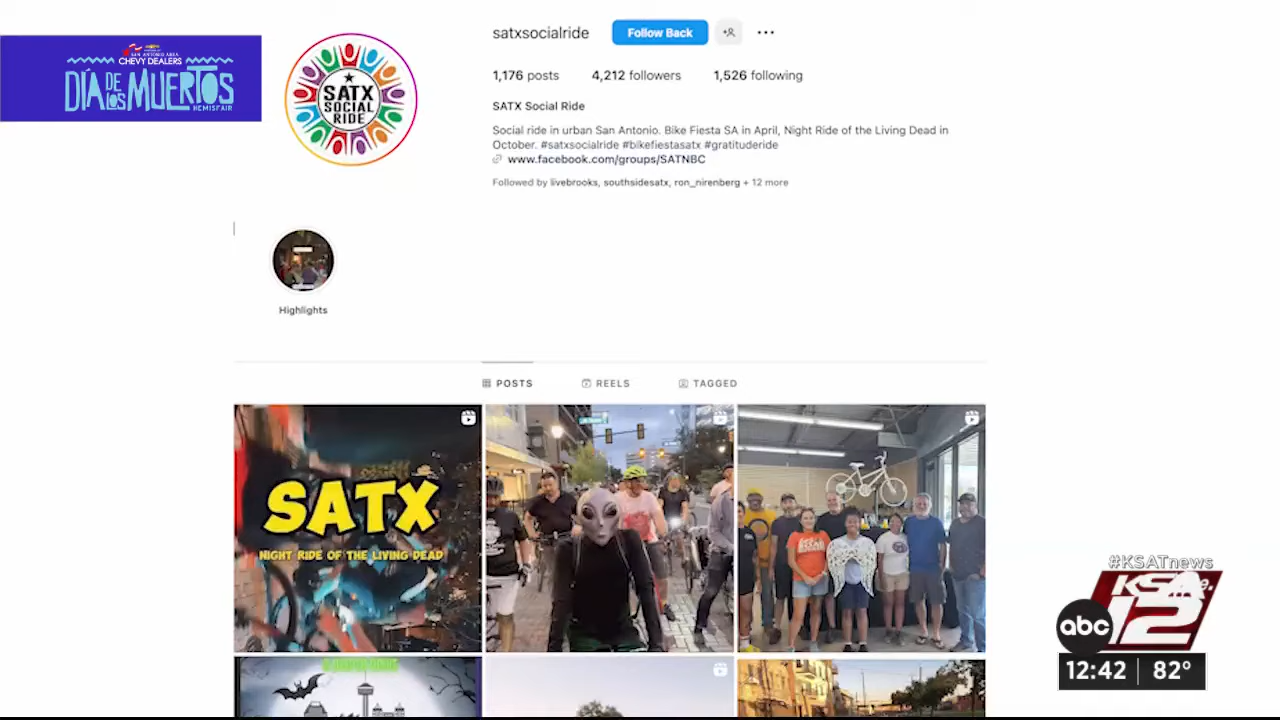 SAN ANTONIO AREA
CHEVY DEALERS
DÍA DE LOS MUERTOS
HEMISFAIR
SATX
SOCIAL
RIDE
satxsocialride
Follow Back
1,176 posts 4,212 followers 1,526 following
SATX Social Ride
Social ride in urban San Antonio. Bike Fiesta SA in April, Night Ride of the Living Dead in
October. #satxsocialride #bikefiestasatx #gratituderide
www.facebook.com/groups/SATNBC
Followed by livebrooks, southsidesatx, ron_nirenberg + 12 more
Highlights
POSTS REELS TAGGED
SATX
NIGHT RIDE OF THE LIVING DEAD
#KSATnews
KSAT
12
abc
12:42 82°